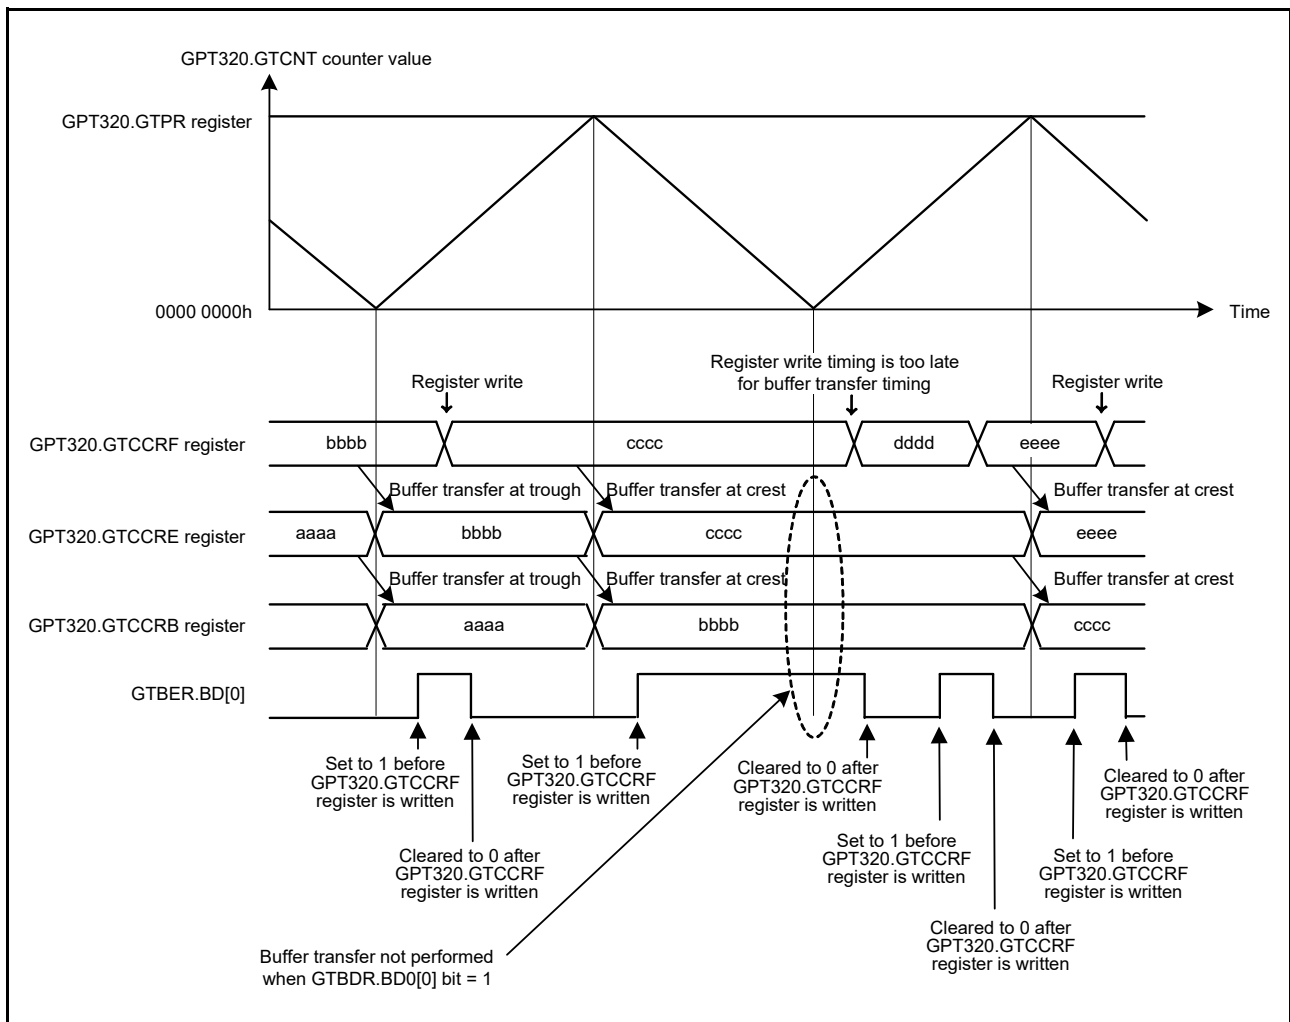 GPT320.GTCNT counter value
GPT320.GTPR register
0000 0000h
Time
Register write timing is too late
for buffer transfer timing
Register write
Register write
GPT320.GTCCRF register
bbbb
cccc
dddd
eeee
Buffer transfer at trough
Buffer transfer at crest
Buffer transfer at crest
GPT320.GTCCRE register
aaaa
bbbb
cccc
eeee
Buffer transfer at trough
Buffer transfer at crest
Buffer transfer at crest
GPT320.GTCCRB register
aaaa
bbbb
cccc
GTBER.BD[0]
Set to 1 before
GPT320.GTCCRF
register is written
Set to 1 before
GPT320.GTCCRF
register is written
Cleared to 0 after
GPT320.GTCCRF
register is written
Cleared to 0 after
GPT320.GTCCRF
register is written
Cleared to 0 after
GPT320.GTCCRF
register is written
Set to 1 before
GPT320.GTCCRF
register is written
Set to 1 before
GPT320.GTCCRF
register is written
Cleared to 0 after
GPT320.GTCCRF
register is written
Buffer transfer not performed
when GTBDR.BD0[0] bit = 1